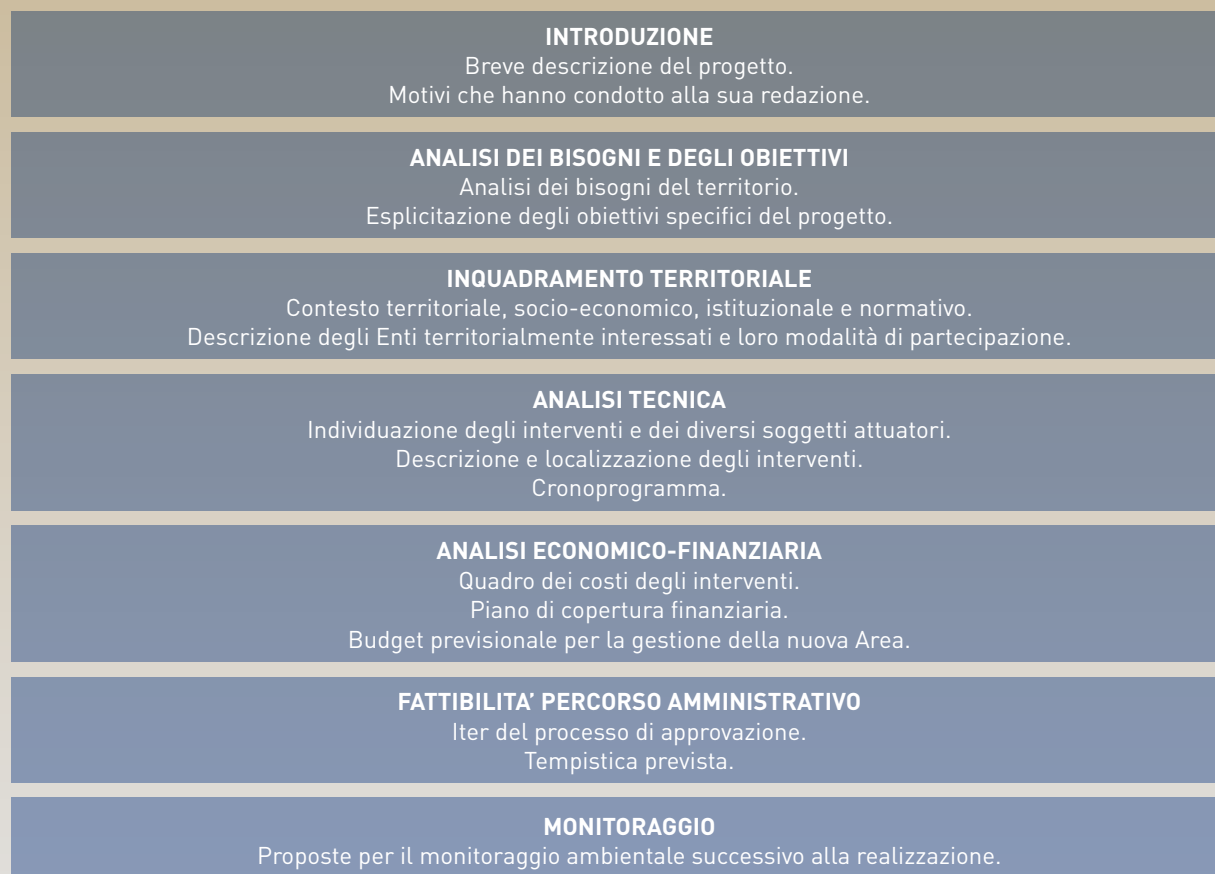 INTRODUZIONE
Breve descrizione del progetto.
Motivi che hanno condotto alla sua redazione.
ANALISI DEI BISOGNI E DEGLI OBIETTIVI
Analisi dei bisogni del territorio.
Esplicitazione degli obiettivi specifici del progetto.
INQUADRAMENTO TERRITORIALE
Contesto territoriale, socio-economico, istituzionale e normativo.
Descrizione degli Enti territorialmente interessati e loro modalità di partecipazione.
ANALISI TECNICA
Individuazione degli interventi e dei diversi soggetti attuatori.
Descrizione e localizzazione degli interventi.
Cronoprogramma.
ANALISI ECONOMICO-FINANZIARIA
Quadro dei costi degli interventi.
Piano di copertura finanziaria.
Budget previsionale per la gestione della nuova Area.
FATTIBILITA’ PERCORSO AMMINISTRATIVO
Iter del processo di approvazione.
Tempistica prevista.
MONITORAGGIO
Proposte per il monitoraggio ambientale successivo alla realizzazione.